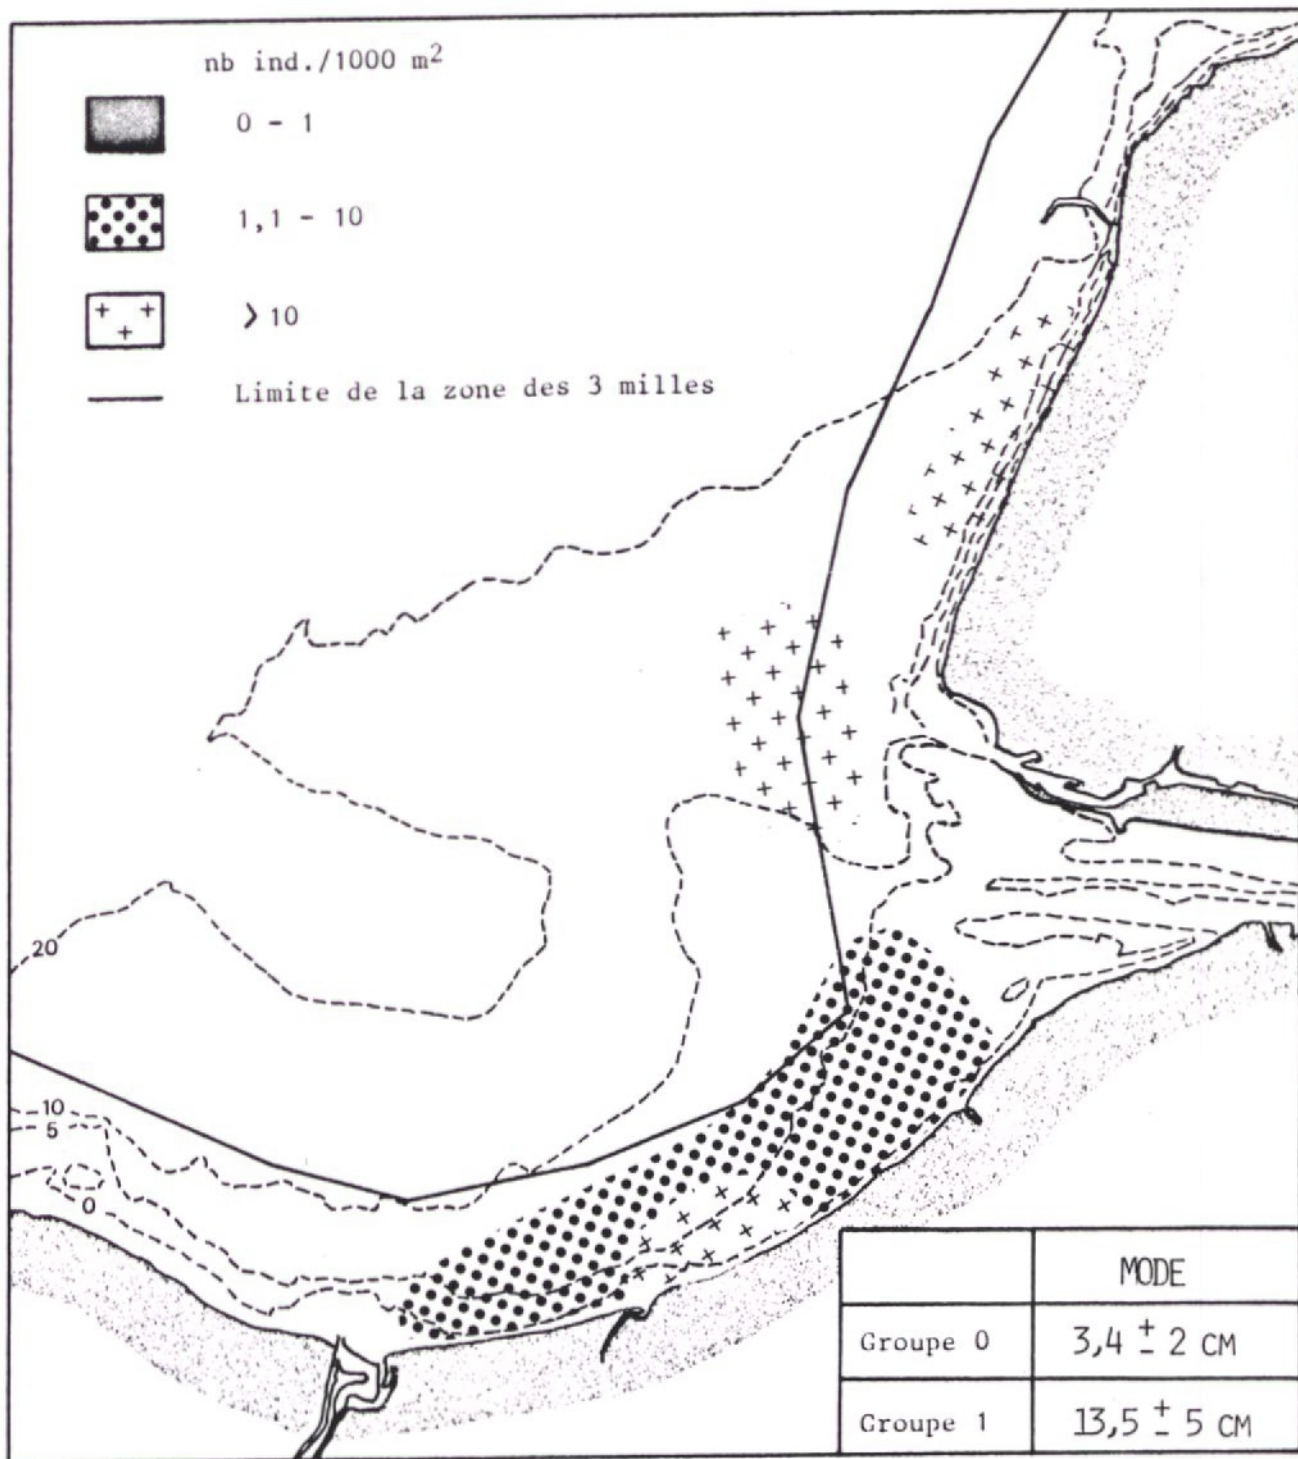 nb ind./1000 m²
0 - 1
1,1 - 10
> 10
Limite de la zone des 3 milles
20
10
5
0
MODE
Groupe 0 3,4 ± 2 CM
Groupe 1 13,5 ± 5 CM